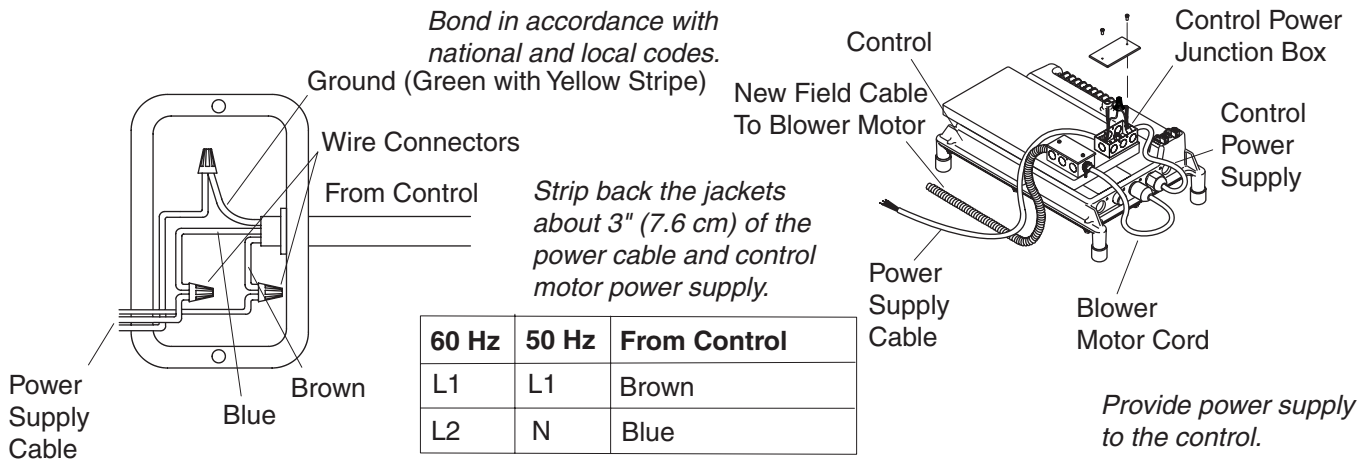 Bond in accordance with
national and local codes.
Ground (Green with Yellow Stripe)
Wire Connectors
From Control
Strip back the jackets
about 3" (7.6 cm) of the
power cable and control
motor power supply.
Power
Supply
Cable
Blue
Brown
60 Hz 50 Hz From Control
L1 L1 Brown
L2 N Blue
Control
Control Power
Junction Box
New Field Cable
To Blower Motor
Control
Power
Supply
Power
Supply
Cable
Blower
Motor Cord
Provide power supply
to the control.